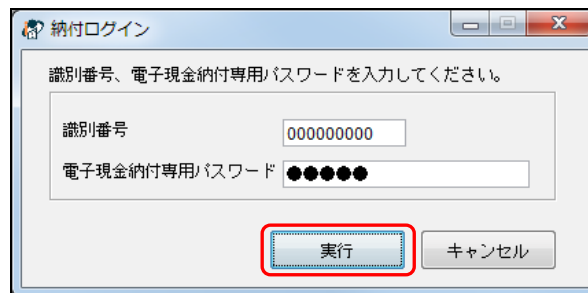 納付ログイン
識別番号、電子現金納付専用パスワードを入力してください。
識別番号 000000000
電子現金納付専用パスワード ●●●●●
実行 キャンセル